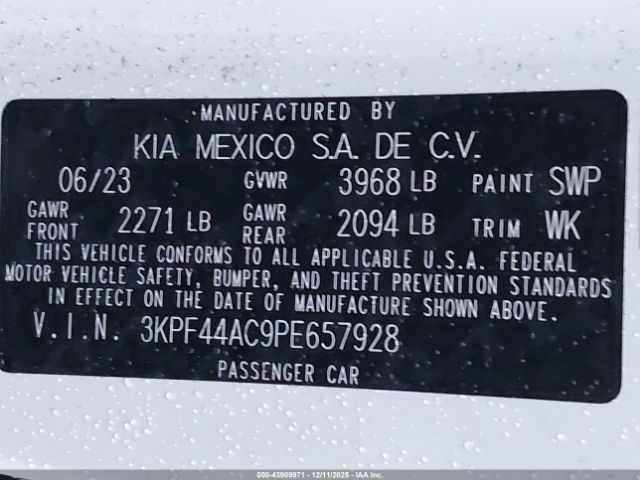 MANUFACTURED BY
KIA MEXICO S.A. DE C.V.
06/23 GVWR 3968 LB PAINT SWP
GAWR FRONT 2271 LB GAWR REAR 2094 LB TRIM WK
THIS VEHICLE CONFORMS TO ALL APPLICABLE U.S.A. FEDERAL
MOTOR VEHICLE SAFETY, BUMPER, AND THEFT PREVENTION STANDARDS
IN EFFECT ON THE DATE OF MANUFACTURE SHOWN ABOVE.
V.I.N. 3KPF44AC9PE657928
PASSENGER CAR
000-43909971 - 12/11/2025 - IAA, Inc. - Copyright